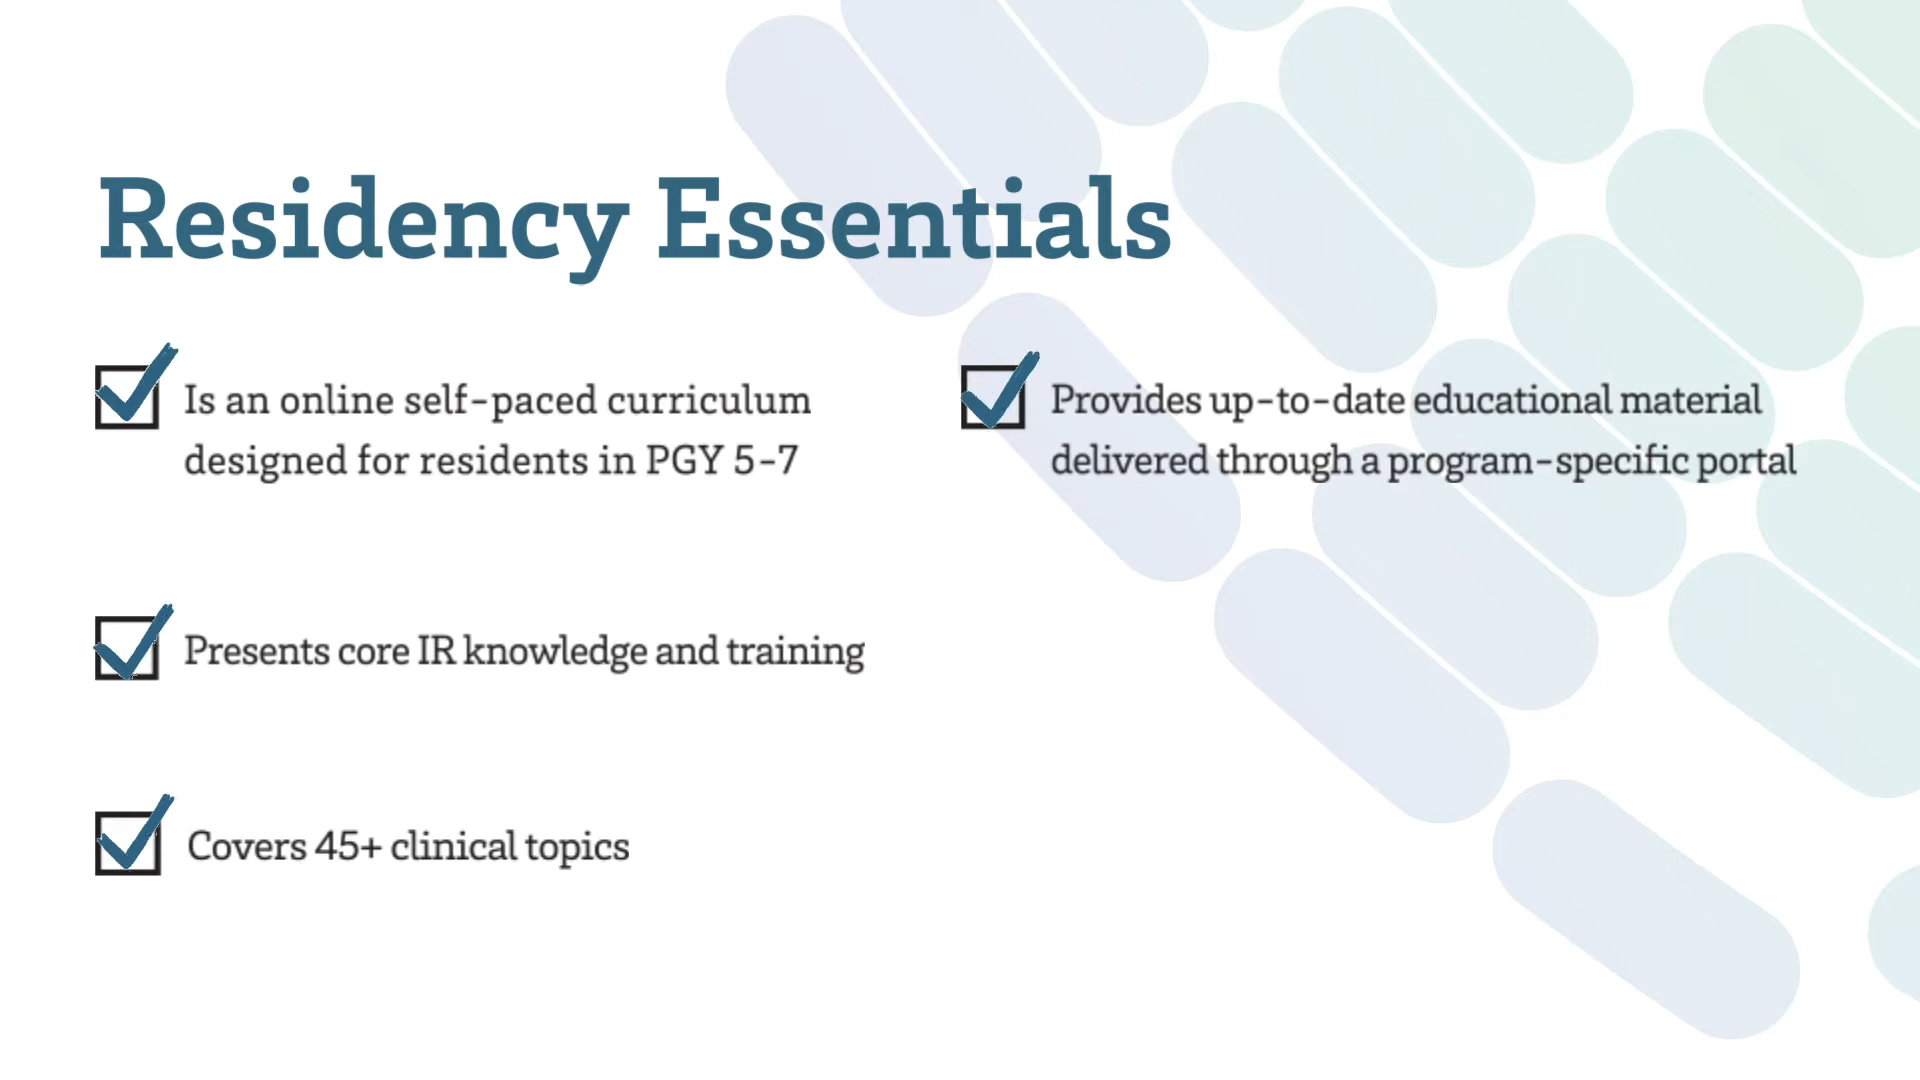 Residency Essentials
Is an online self-paced curriculum
designed for residents in PGY 5-7
Presents core IR knowledge and training
Covers 45+ clinical topics
Provides up-to-date educational material
delivered through a program-specific portal